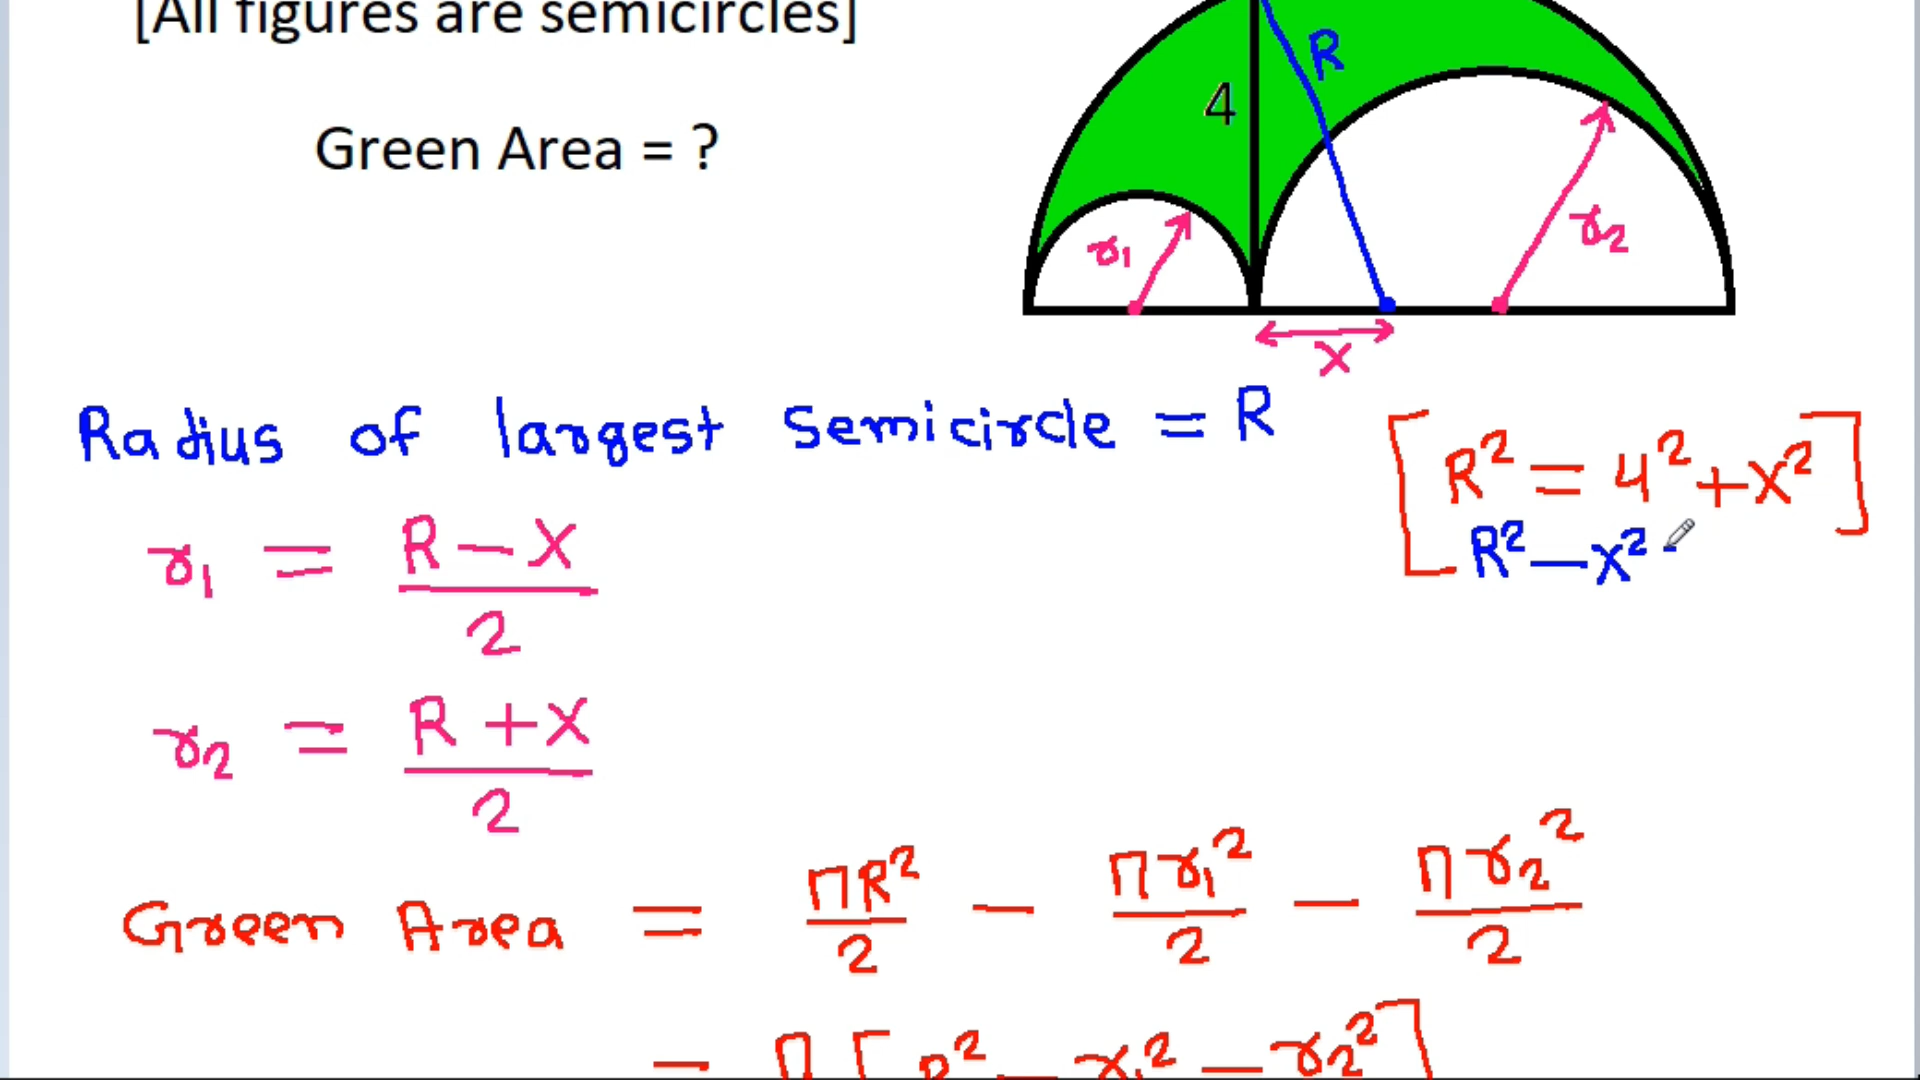 [All figures are semicircles]
Green Area = ?
4
R
r₁
r₂
x
Radius of largest Semicircle = R
[R² = 4² + x²]
R² - x²
r₁ = (R - x)/2
r₂ = (R + x)/2
Green Area = πR²/2 - πr₁²/2 - πr₂²/2